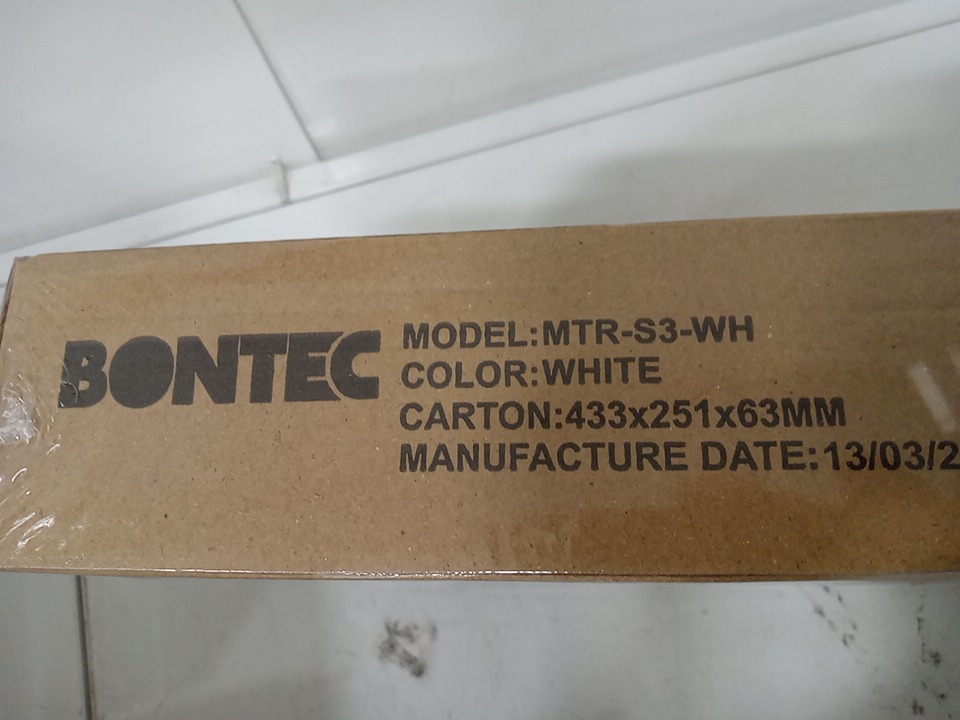 BONTEC
MODEL:MTR-S3-WH
COLOR:WHITE
CARTON:433x251x63MM
MANUFACTURE DATE:13/03/2